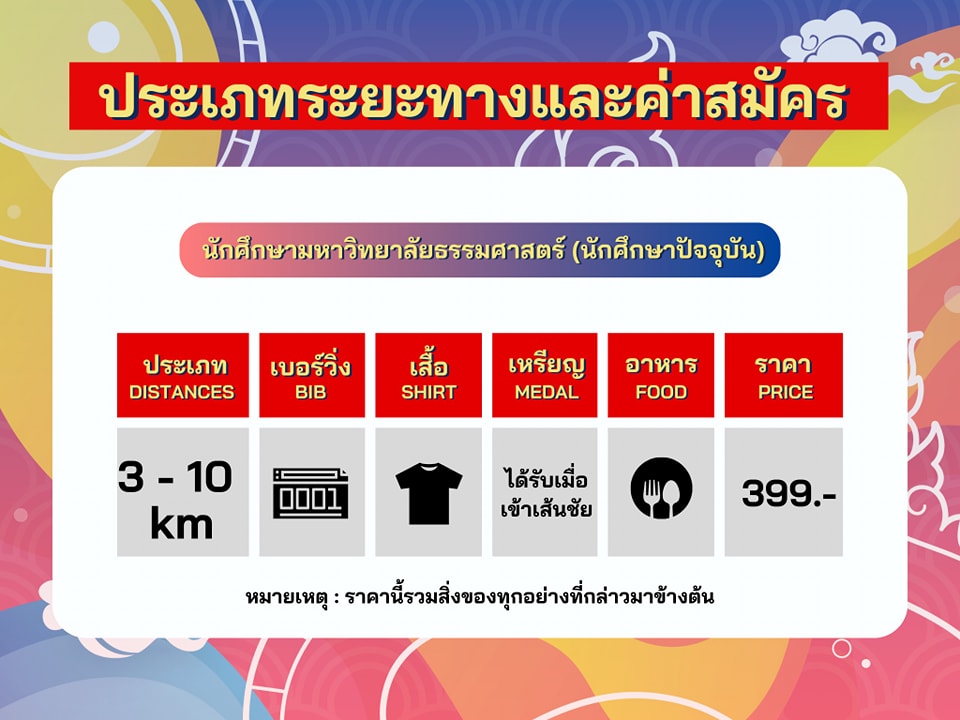 ประเภทระยะทางและค่าสมัคร
นักศึกษามหาวิทยาลัยธรรมศาสตร์ (นักศึกษาปัจจุบัน)
ประเภท เบอร์วิ่ง เสื้อ เหรียญ อาหาร ราคา
DISTANCES BIB SHIRT MEDAL FOOD PRICE
3 - 10
km
0001
ได้รับเมื่อ
เข้าเส้นชัย
399.-
หมายเหตุ : ราคานี้รวมสิ่งของทุกอย่างที่กล่าวมาข้างต้น